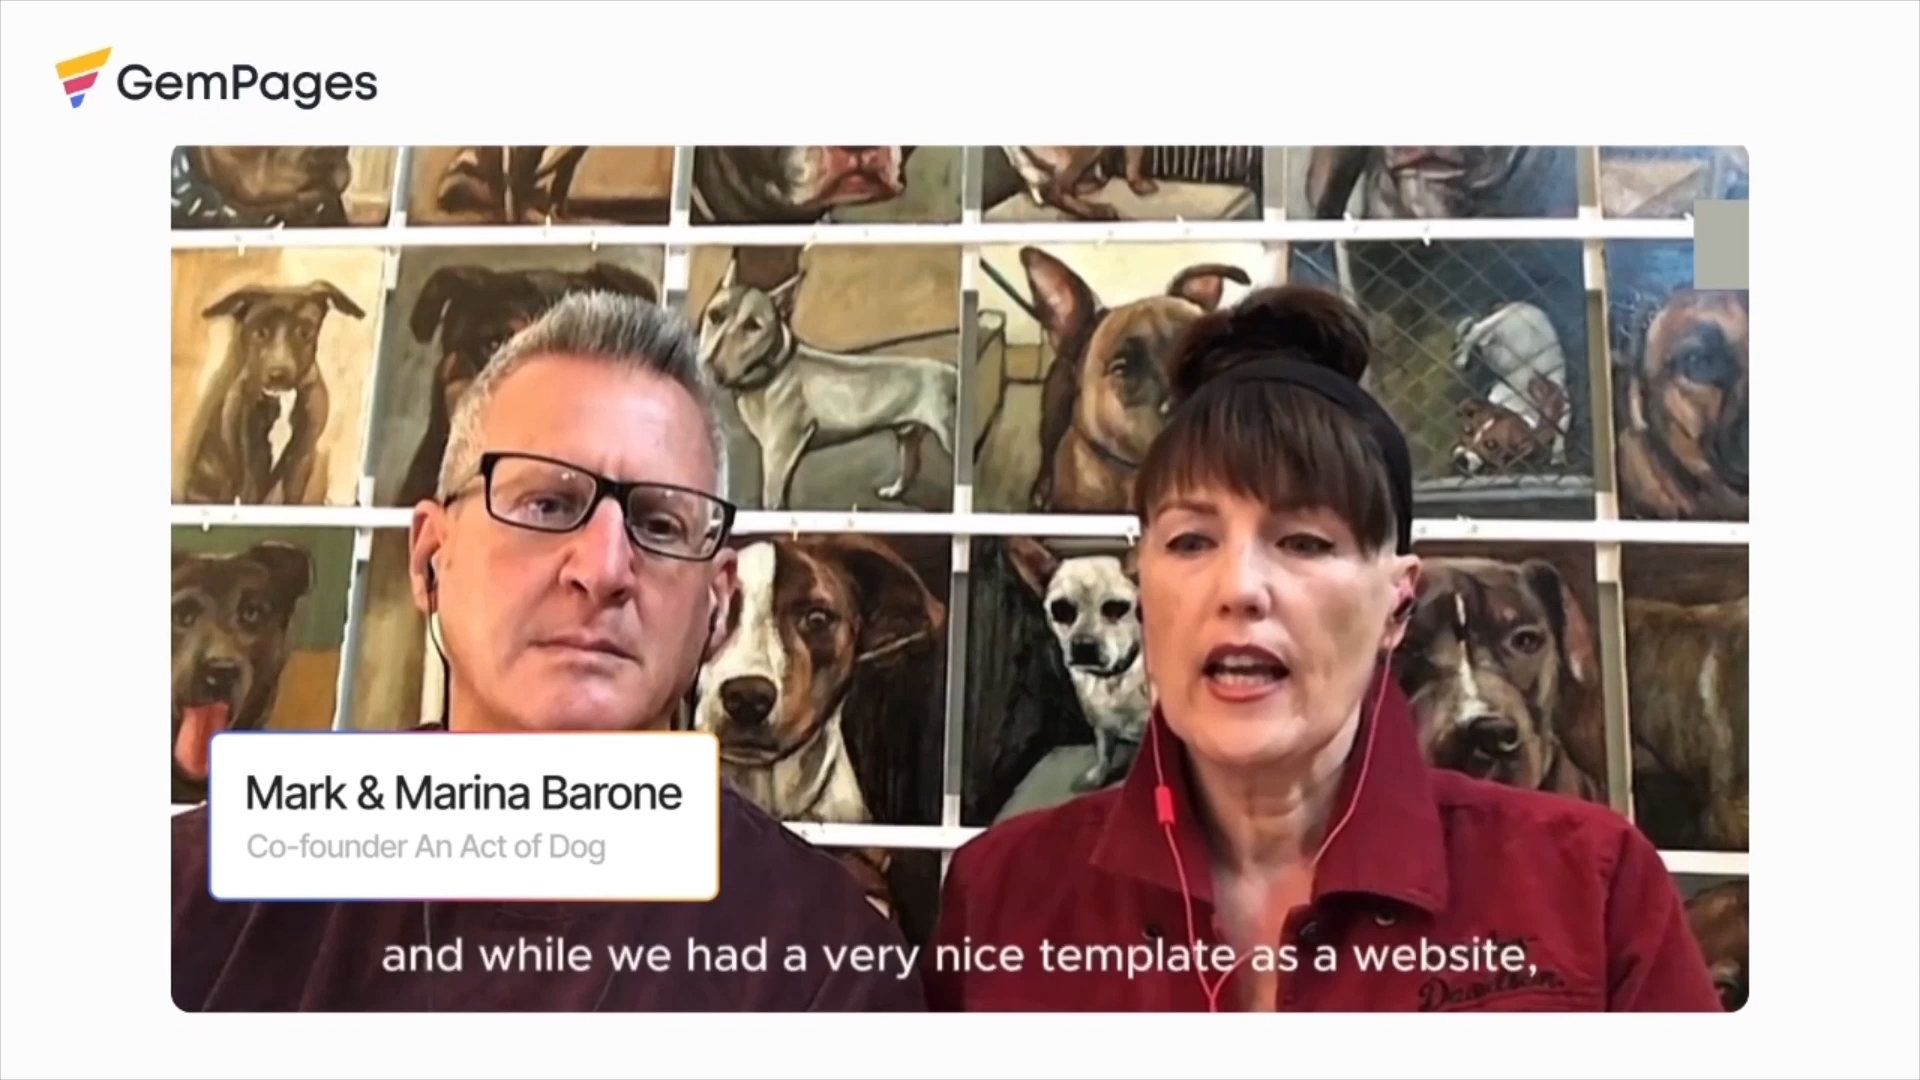 GemPages
Mark & Marina Barone
Co-founder An Act of Dog
and while we had a very nice template as a website,